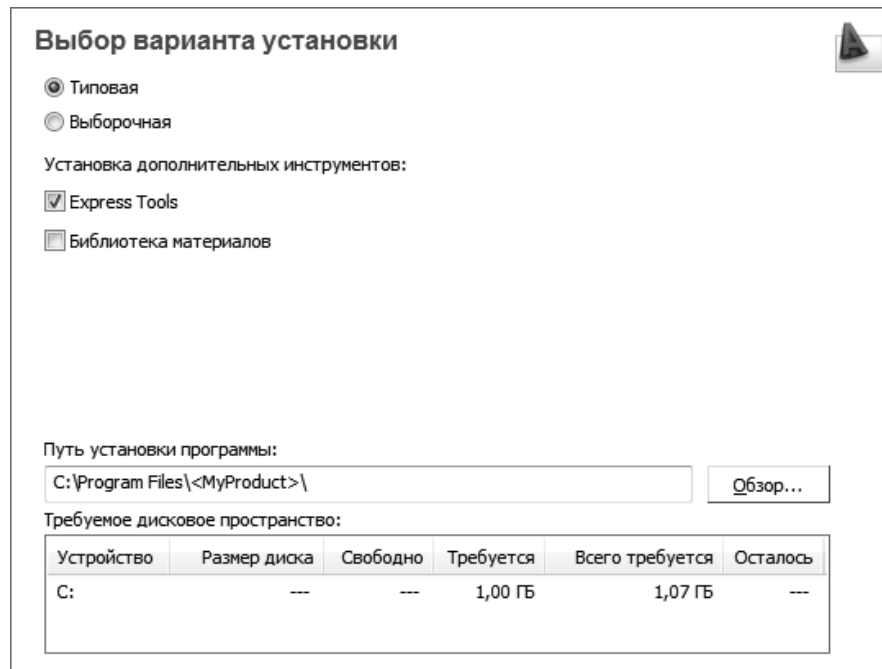 Выбор варианта установки
Типовая
Выборочная
Установка дополнительных инструментов:
Express Tools
Библиотека материалов
Путь установки программы:
C:\Program Files\<MyProduct>\ Обзор...
Требуемое дисковое пространство:
Устройство Размер диска Свободно Требуется Всего требуется Осталось
C: --- --- 1,00 ГБ 1,07 ГБ ---